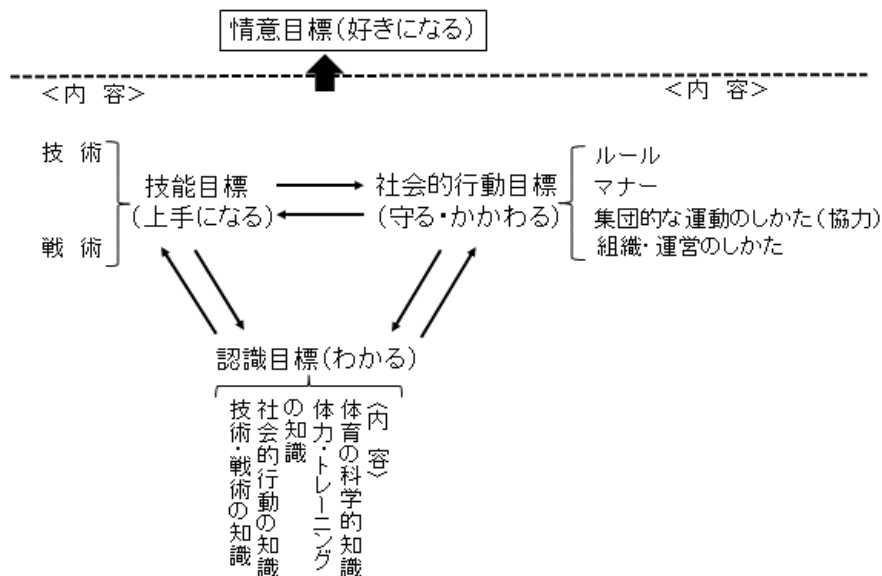 情意目標(好きになる)
<内 容>
<内 容>
技 術
戦 術
技能目標
(上手になる)
社会的行動目標
(守る・かかわる)
ルール
マナー
集団的な運動のしかた(協力)
組織・運営のしかた
認識目標(わかる)
<内 容>
体育の科学的知識
体力・トレーニング
の知識
社会的行動の知識
技術・戦術の知識